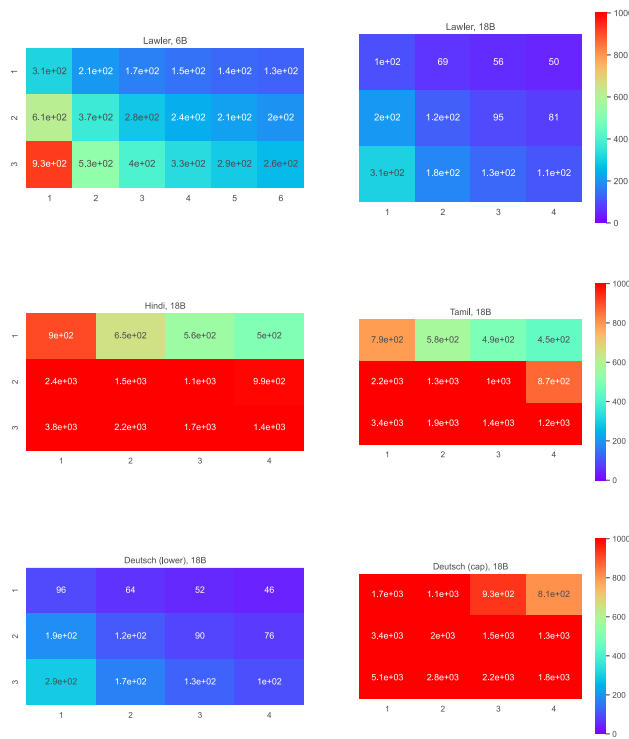 Lawler, 6B
1 3.1e+02 2.1e+02 1.7e+02 1.5e+02 1.4e+02 1.3e+02
2 6.1e+02 3.7e+02 2.8e+02 2.4e+02 2.1e+02 2e+02
3 9.3e+02 5.3e+02 4e+02 3.3e+02 2.9e+02 2.6e+02
1 2 3 4 5 6
Lawler, 18B
1e+02 69 56 50
2e+02 1.2e+02 95 81
3.1e+02 1.8e+02 1.3e+02 1.1e+02
1 2 3 4
1000
800
600
400
200
0
Hindi, 18B
1 9e+02 6.5e+02 5.6e+02 5e+02
2 2.4e+03 1.5e+03 1.1e+03 9.9e+02
3 3.8e+03 2.2e+03 1.7e+03 1.4e+03
1 2 3 4
Tamil, 18B
7.9e+02 5.8e+02 4.9e+02 4.5e+02
2.2e+03 1.3e+03 1e+03 8.7e+02
3.4e+03 1.9e+03 1.4e+03 1.2e+03
1 2 3 4
1000
800
600
400
200
0
Deutsch (lower), 18B
1 96 64 52 46
2 1.9e+02 1.2e+02 90 76
3 2.9e+02 1.7e+02 1.3e+02 1e+02
1 2 3 4
Deutsch (cap), 18B
1.7e+03 1.1e+03 9.3e+02 8.1e+02
3.4e+03 2e+03 1.5e+03 1.3e+03
5.1e+03 2.8e+03 2.2e+03 1.8e+03
1 2 3 4
1000
800
600
400
200
0